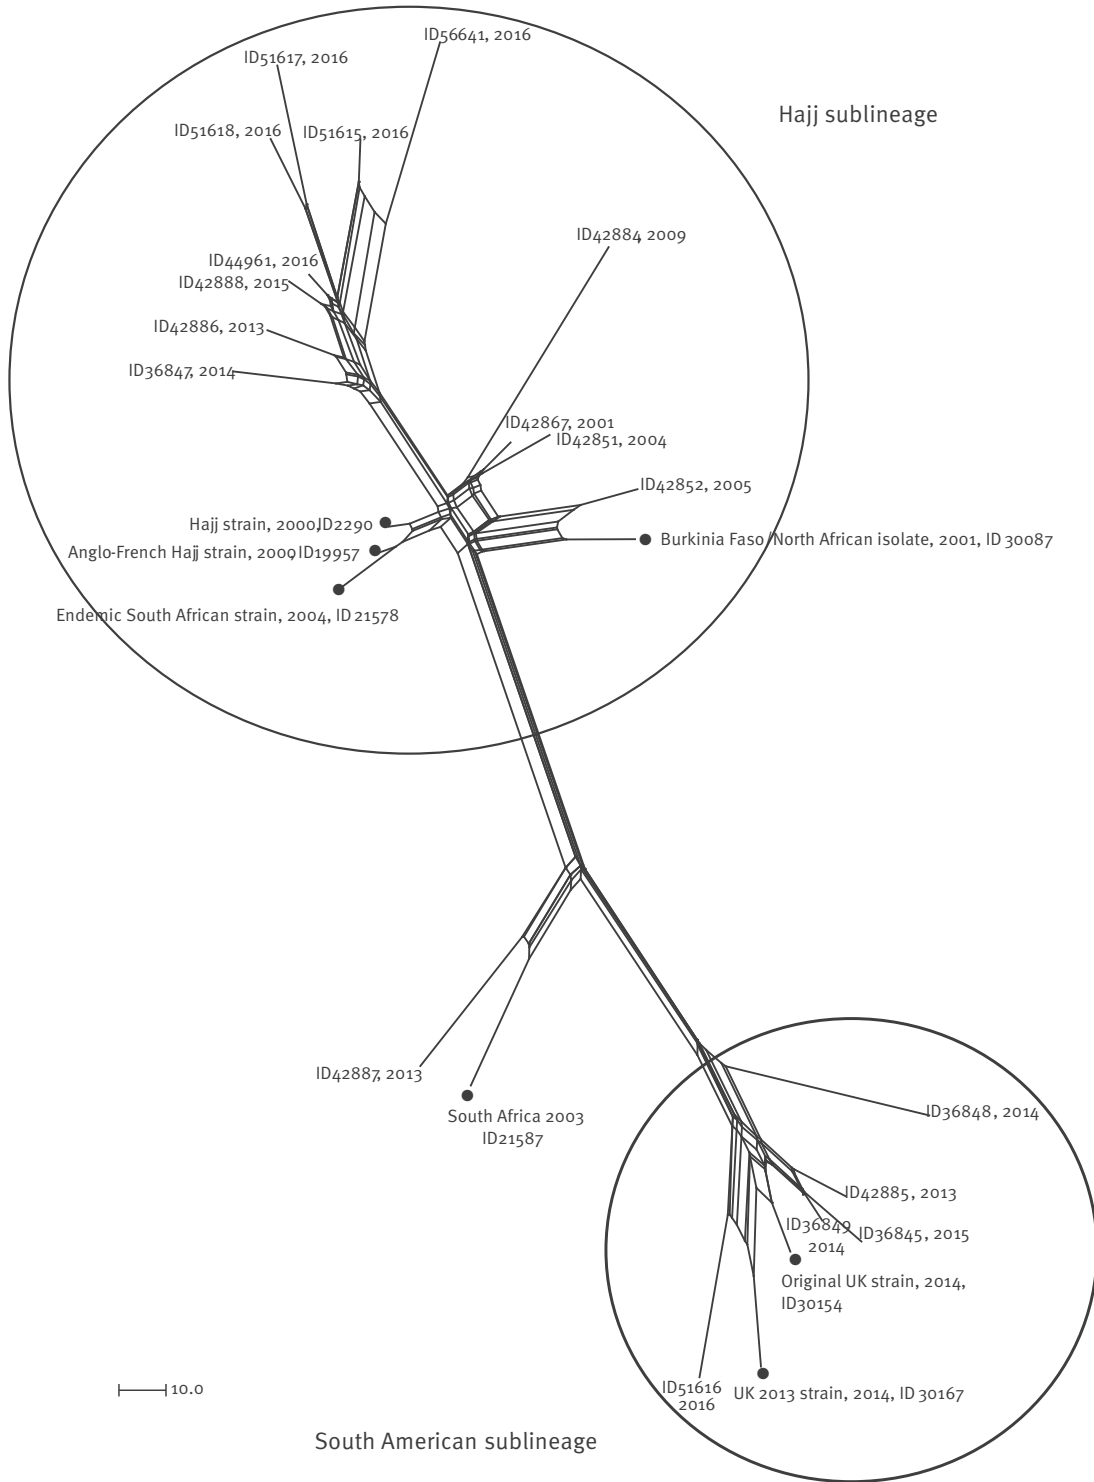 ID56641, 2016
ID51617, 2016
Hajj sublineage
ID51618, 2016
ID51615, 2016
ID42884, 2009
ID44961, 2016
ID42888, 2015
ID42886, 2013
ID36847, 2014
ID42867, 2001
ID42851, 2004
ID42852, 2005
Hajj strain, 2000,ID2290
Burkinia Faso/North African isolate, 2001, ID 30087
Anglo-French Hajj strain, 2000,ID19957
Endemic South African strain, 2004, ID 21578
ID42887, 2013
South Africa 2003
ID21587
ID36848, 2014
ID42885, 2013
ID36849
2014
ID36845, 2015
Original UK strain, 2014,
ID30154
ID51616
2016
UK 2013 strain, 2014, ID 30167
10.0
South American sublineage